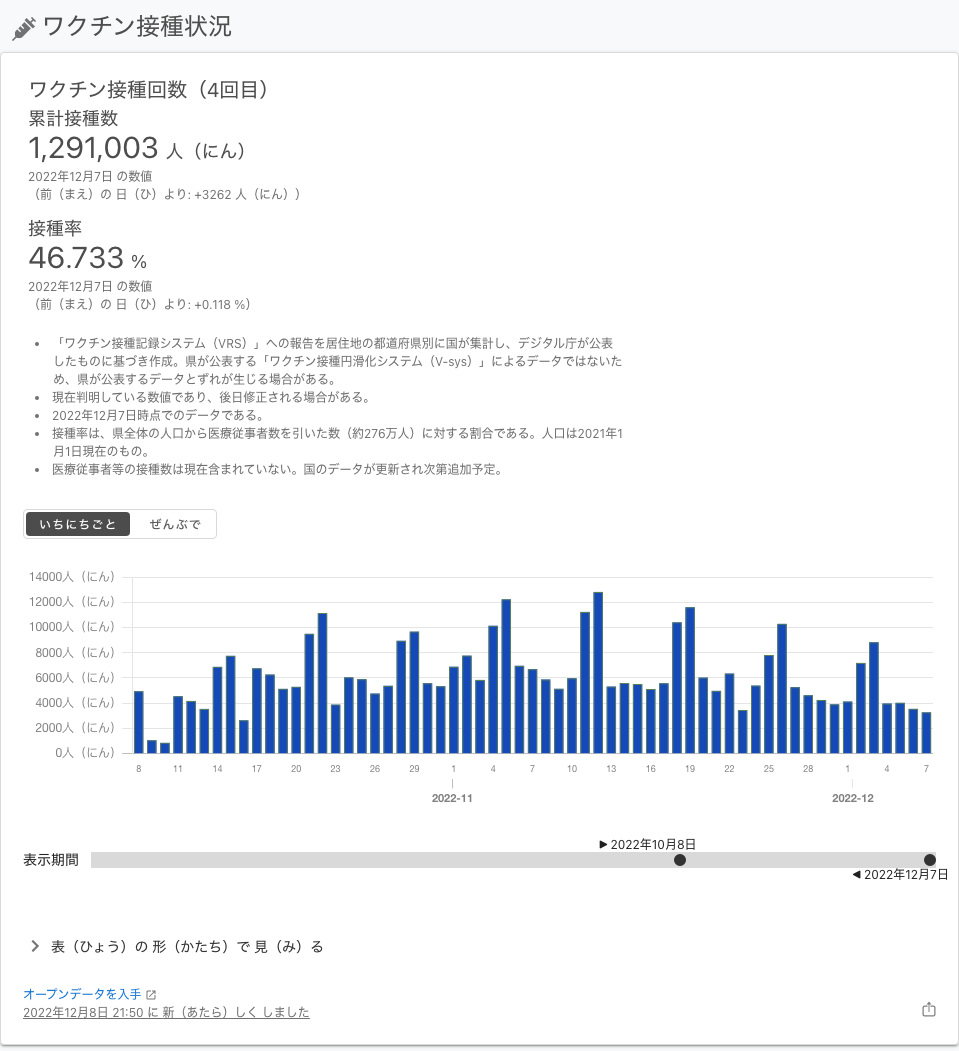 ワクチン接種状況
ワクチン接種回数（4回目）
累計接種数
1,291,003 人（にん）
2022年12月7日 の数値
（前（まえ）の 日（ひ）より: +3262 人（にん））
接種率
46.733 %
2022年12月7日 の数値
（前（まえ）の 日（ひ）より: +0.118 %）
• 「ワクチン接種記録システム（VRS）」への報告を居住地の都道府県別に国が集計し、デジタル庁が公表
したものに基づき作成。県が公表する「ワクチン接種円滑化システム（V-sys）」によるデータではないた
め、県が公表するデータとずれが生じる場合がある。
• 現在判明している数値であり、後日修正される場合がある。
• 2022年12月7日時点でのデータである。
• 接種率は、県全体の人口から医療従事者数を引いた数（約276万人）に対する割合である。人口は2021年1
月1日現在のもの。
• 医療従事者等の接種数は現在含まれていない。国のデータが更新され次第追加予定。
いちにちごと ぜんぶで
14000人（にん）
12000人（にん）
10000人（にん）
8000人（にん）
6000人（にん）
4000人（にん）
2000人（にん）
0人（にん）
8 11 14 17 20 23 26 29 1 4 7 10 13 16 19 22 25 28 1 4 7
2022-11 2022-12
▶ 2022年10月8日
表示期間
◀ 2022年12月7日
表（ひょう）の 形（かたち）で 見（み）る
オープンデータを入手
2022年12月8日 21:50 に 新（あたら）しく しました